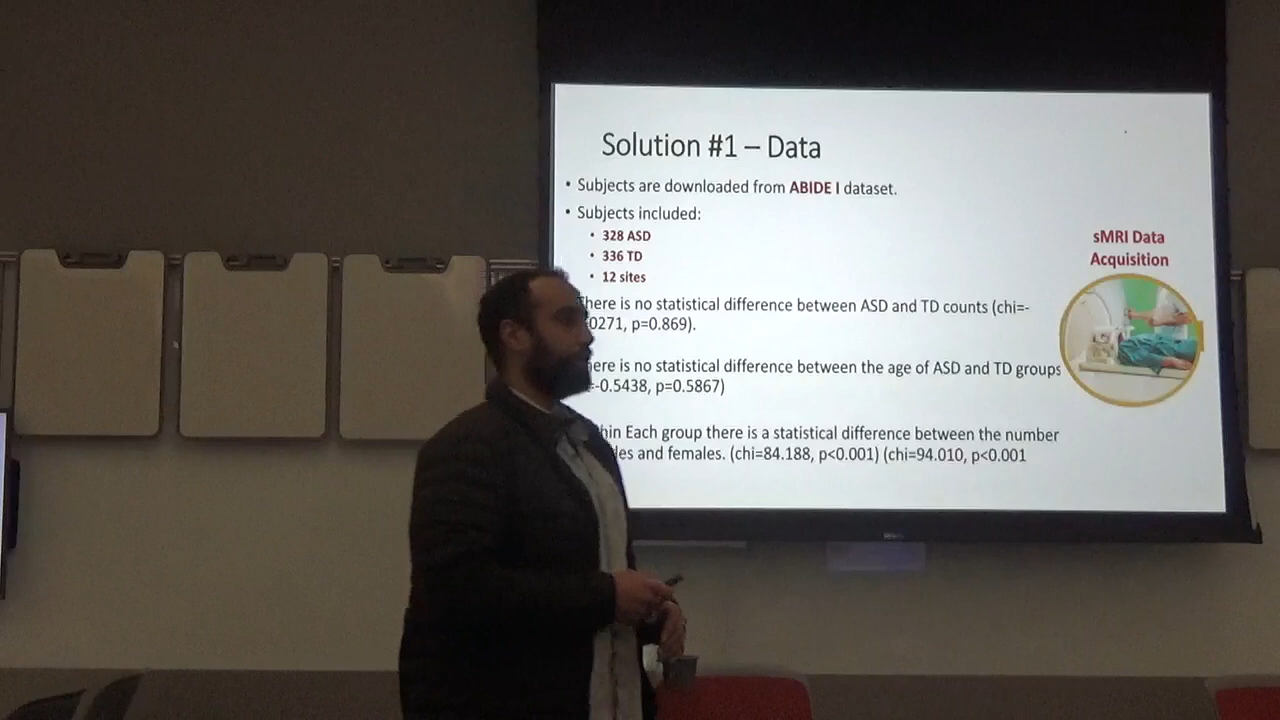 Solution #1 – Data
• Subjects are downloaded from ABIDE I dataset.
• Subjects included:
• 328 ASD
• 336 TD
• 12 sites
sMRI Data
Acquisition
There is no statistical difference between ASD and TD counts (chi=-
0271, p=0.869).
here is no statistical difference between the age of ASD and TD groups
=-0.5438, p=0.5867)
hin Each group there is a statistical difference between the number
les and females. (chi=84.188, p<0.001) (chi=94.010, p<0.001